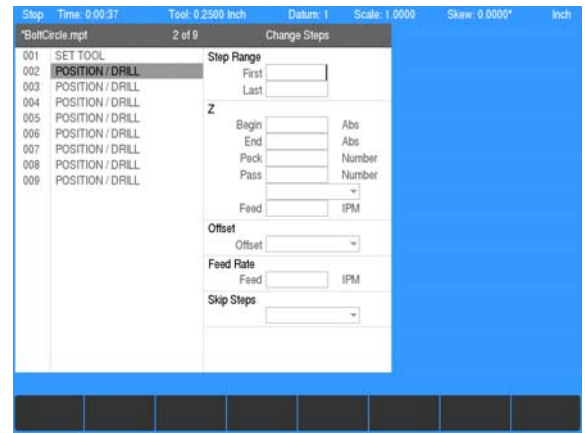 Stop Time: 0:00:37 Tool: 0.2500 Inch Datum: 1 Scale: 1.0000 Skew: 0.0000° Inch
*BoltCircle.mpt 2 of 9 Change Steps
001 SET TOOL
002 POSITION / DRILL
003 POSITION / DRILL
004 POSITION / DRILL
005 POSITION / DRILL
006 POSITION / DRILL
007 POSITION / DRILL
008 POSITION / DRILL
009 POSITION / DRILL
Step Range
First
Last
Z
Begin Abs
End Abs
Peck Number
Pass Number
Feed IPM
Offset
Offset
Feed Rate
Feed IPM
Skip Steps